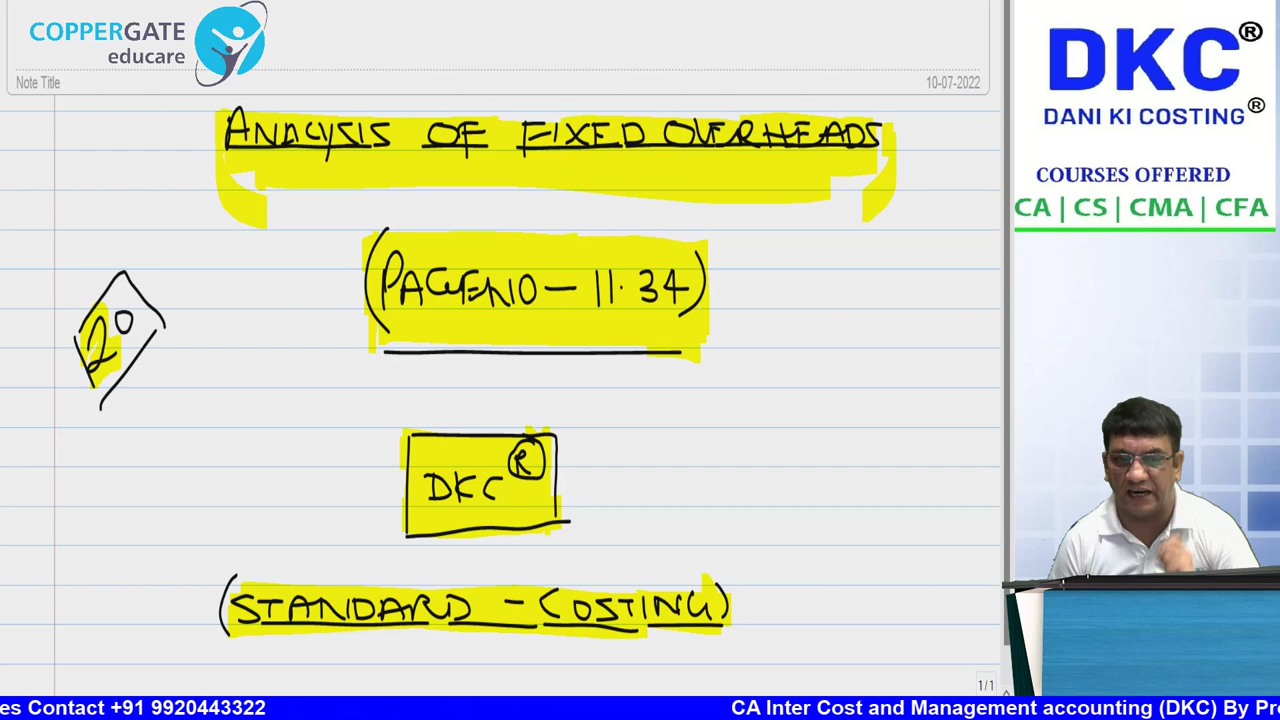 COPPERGATE
educare
Note Title
10-07-2022
ANALYSIS OF FIXED OVERHEADS
(PAGENO - 11.34)
20
DKC ®
(STANDARD - COSTING)
1/1
DKC®
DANI KI COSTING®
COURSES OFFERED
CA | CS | CMA | CFA
es Contact +91 9920443322
CA Inter Cost and Management accounting (DKC) By Pr